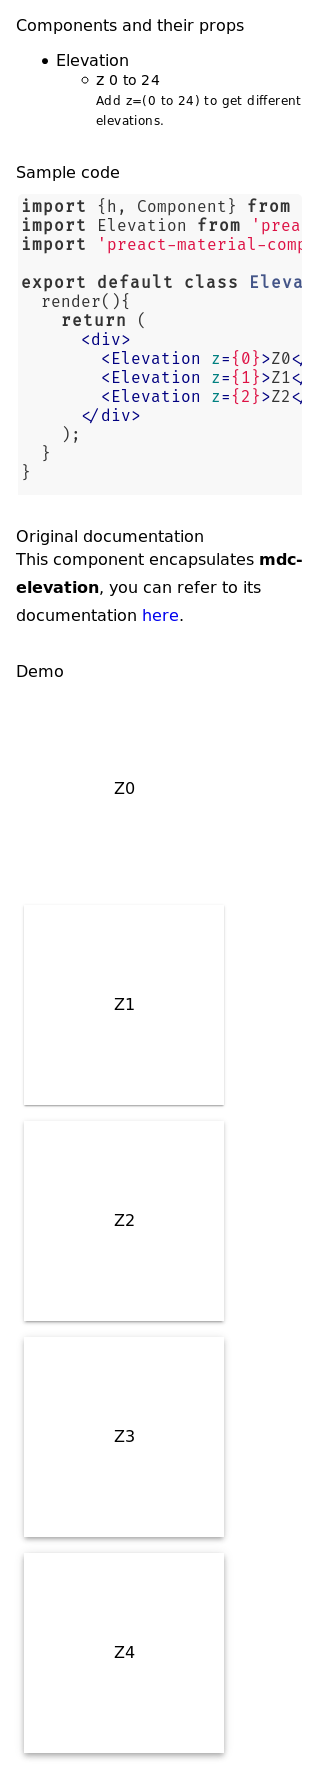 Components and their props
Elevation
z 0 to 24
Add z=(0 to 24) to get different
elevations.
Sample code
import {h, Component} from
import Elevation from 'prea
import 'preact-material-comp
export default class Eleva
render(){
return (
<div>
<Elevation z={0}>Z0</
<Elevation z={1}>Z1</
<Elevation z={2}>Z2</
</div>
);
}
}
Original documentation
This component encapsulates mdc-
elevation, you can refer to its
documentation here.
Demo
Z0
Z1
Z2
Z3
Z4